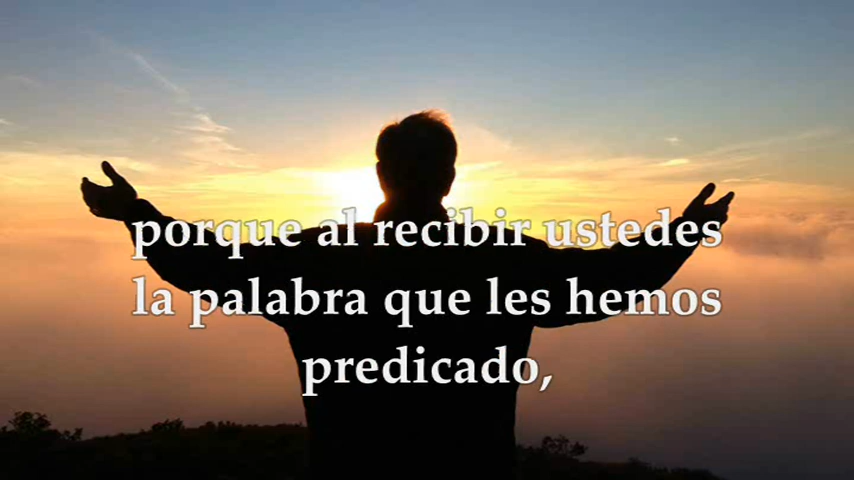 porque al recibir ustedes
la palabra que les hemos
predicado,